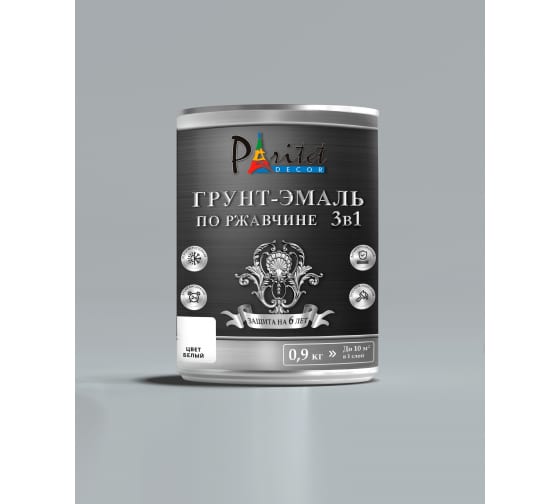 Paritet
DECOR
ГРУНТ-ЭМАЛЬ
ПО РЖАВЧИНЕ 3в1
ЗАЩИТА НА 6 ЛЕТ
ЦВЕТ
БЕЛЫЙ
0,9 кг » До 10 м²
в 1 слой